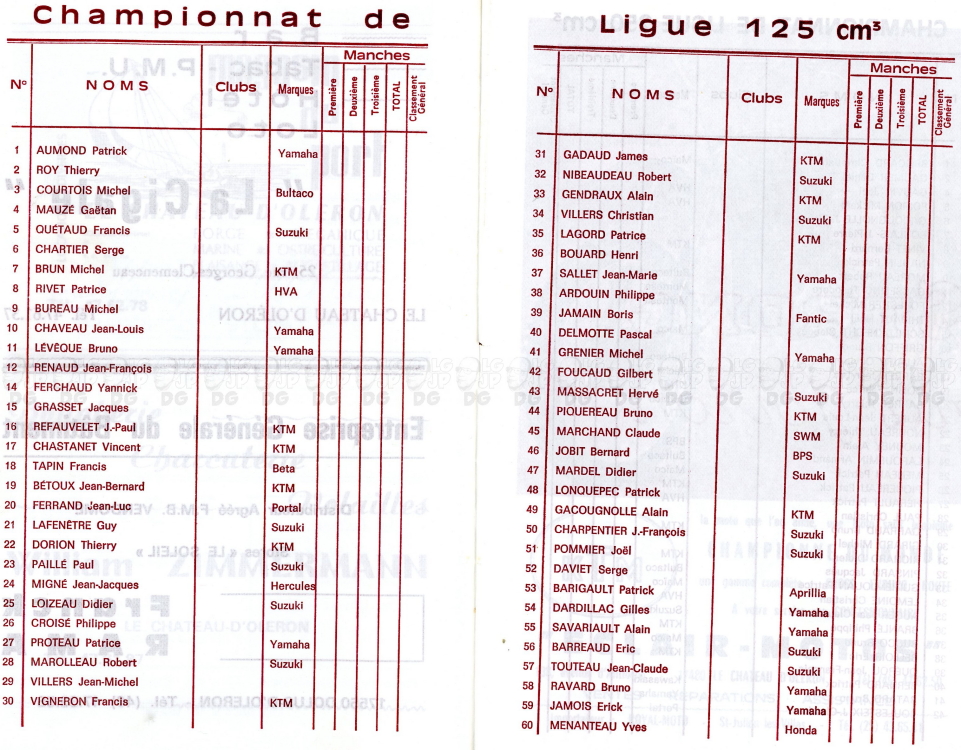 Championnat de
Manches
N° NOMS Clubs Marques Première Deuxième Troisième TOTAL Classement Général
1 AUMOND Patrick Yamaha
2 ROY Thierry
3 COURTOIS Michel Bultaco
4 MAUZÉ Gaëtan
5 QUÉTAUD Francis Suzuki
6 CHARTIER Serge
7 BRUN Michel KTM
8 RIVET Patrice HVA
9 BUREAU Michel
10 CHAVEAU Jean-Louis Yamaha
11 LÉVÊQUE Bruno Yamaha
12 RENAUD Jean-François
14 FERCHAUD Yannick
15 GRASSET Jacques
16 REFAUVELET J.-Paul KTM
17 CHASTANET Vincent KTM
18 TAPIN Francis Beta
19 BÉTOUX Jean-Bernard KTM
20 FERRAND Jean-Luc Portal
21 LAFENÊTRE Guy Suzuki
22 DORION Thierry KTM
23 PAILLÉ Paul Suzuki
24 MIGNÉ Jean-Jacques Hercules
25 LOIZEAU Didier Suzuki
26 CROISÉ Philippe
27 PROTEAU Patrice Yamaha
28 MAROLLEAU Robert Suzuki
29 VILLERS Jean-Michel
30 VIGNERON Francis KTM
Ligue 125 cm³
Manches
N° NOMS Clubs Marques Première Deuxième Troisième TOTAL Classement Général
31 GADAUD James KTM
32 NIBEAUDEAU Robert Suzuki
33 GENDRAUX Alain KTM
34 VILLERS Christian Suzuki
35 LAGORD Patrice KTM
36 BOUARD Henri
37 SALLET Jean-Marie Yamaha
38 ARDOUIN Philippe
39 JAMAIN Boris Fantic
40 DELMOTTE Pascal
41 GRENIER Michel Yamaha
42 FOUCAUD Gilbert
43 MASSACRET Hervé Suzuki
44 PIOUEREAU Bruno KTM
45 MARCHAND Claude SWM
46 JOBIT Bernard BPS
47 MARDEL Didier Suzuki
48 LONQUEPEC Patrick
49 GACOUGNOLLE Alain KTM
50 CHARPENTIER J.-François Suzuki
51 POMMIER Joël Suzuki
52 DAVIET Serge
53 BARIGAULT Patrick Aprillia
54 DARDILLAC Gilles Yamaha
55 SAVARIAULT Alain Yamaha
56 BARREAUD Eric Suzuki
57 TOUTEAU Jean-Claude Suzuki
58 RAVARD Bruno Yamaha
59 JAMOIS Erick Yamaha
60 MENANTEAU Yves Honda